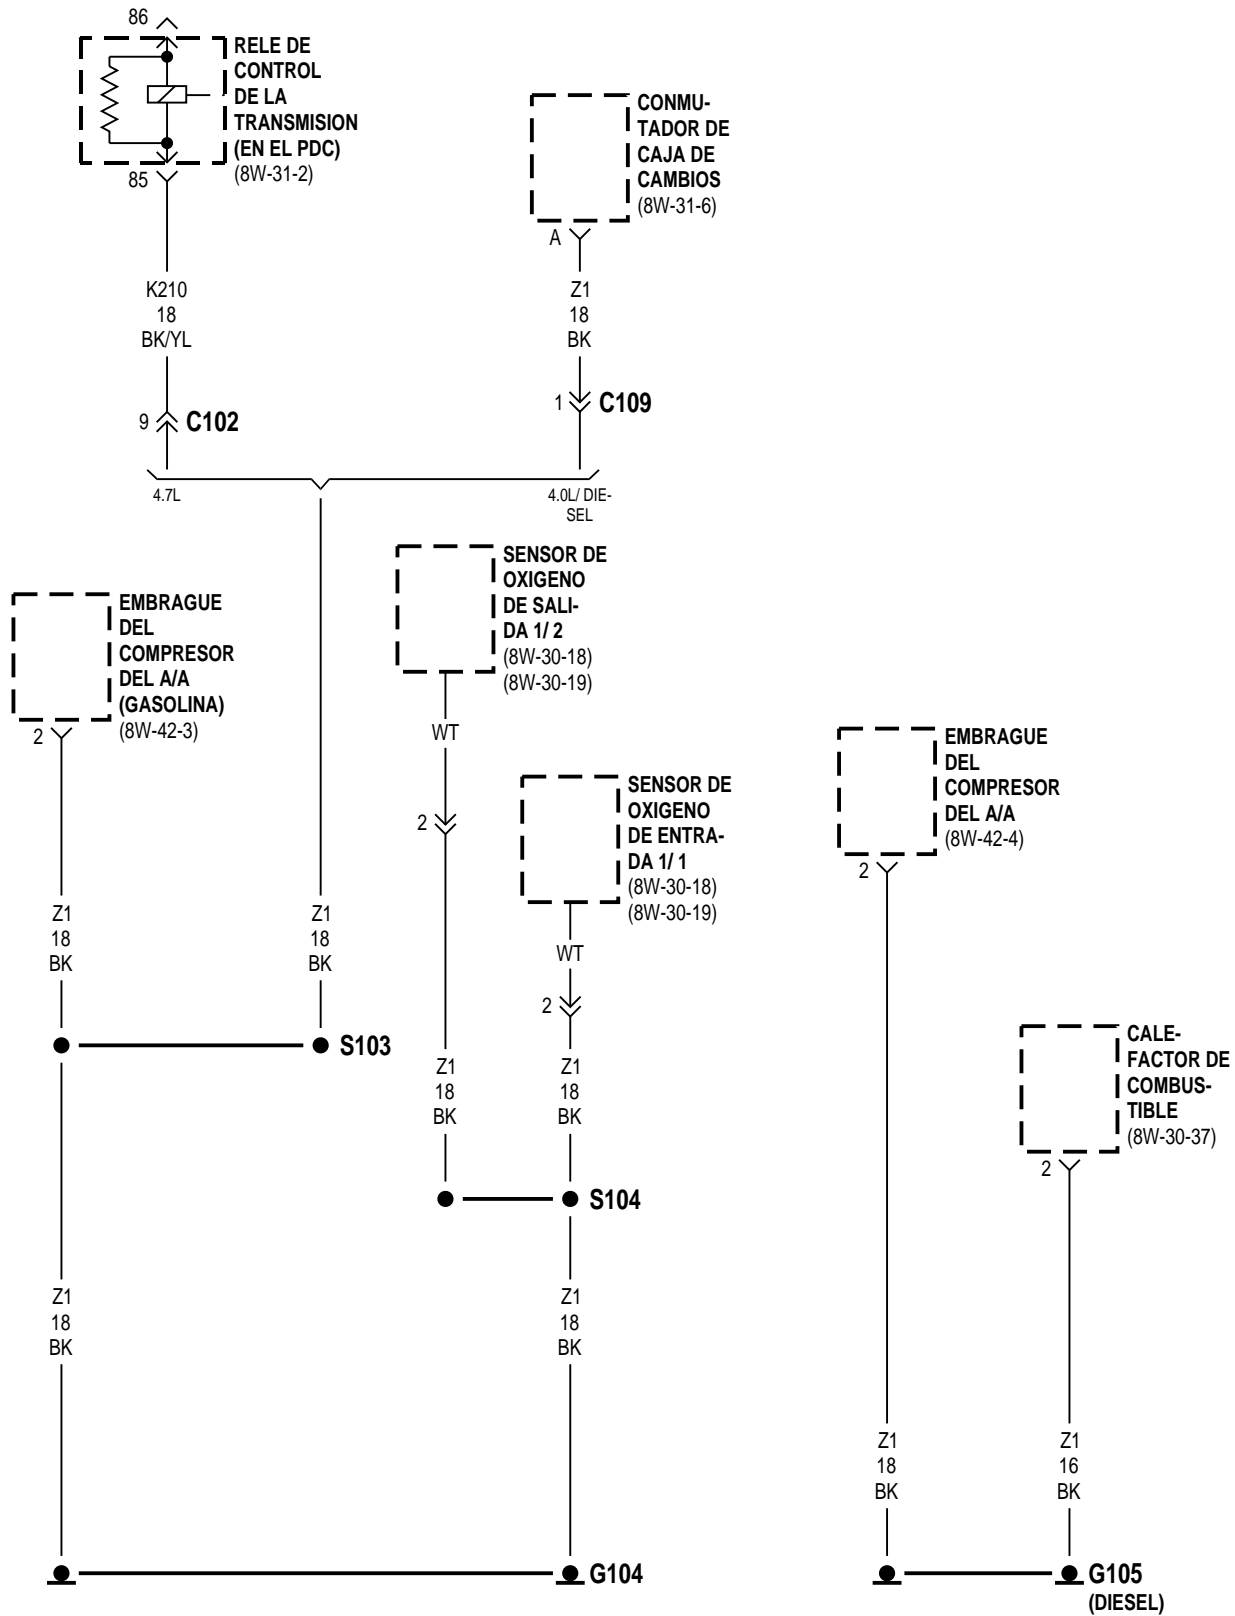 86
RELE DE
CONTROL
DE LA
TRANSMISION
(EN EL PDC)
(8W-31-2)
85
K210
18
BK/YL
9
C102
CONMU-
TADOR DE
CAJA DE
CAMBIOS
(8W-31-6)
A
Z1
18
BK
1
C109
4.7L
4.0L/ DIE-
SEL
EMBRAGUE
DEL
COMPRESOR
DEL A/A
(GASOLINA)
(8W-42-3)
2
Z1
18
BK
Z1
18
BK
S103
SENSOR DE
OXIGENO
DE SALI-
DA 1/ 2
(8W-30-18)
(8W-30-19)
WT
2
Z1
18
BK
SENSOR DE
OXIGENO
DE ENTRA-
DA 1/ 1
(8W-30-18)
(8W-30-19)
WT
2
Z1
18
BK
S104
Z1
18
BK
Z1
18
BK
G104
EMBRAGUE
DEL
COMPRESOR
DEL A/A
(8W-42-4)
2
Z1
18
BK
CALE-
FACTOR DE
COMBUS-
TIBLE
(8W-30-37)
2
Z1
16
BK
G105
(DIESEL)